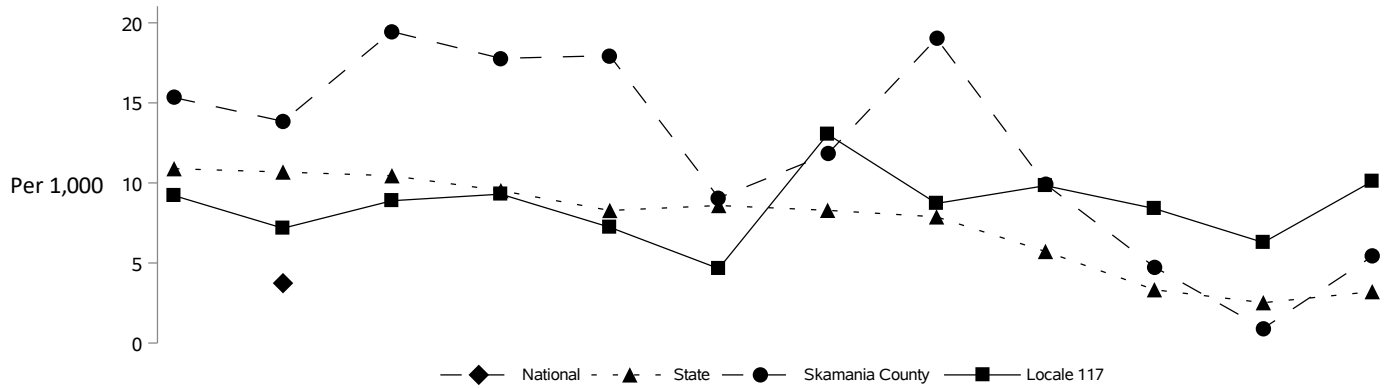 20
15
Per 1,000
10
5
0
National
State
Skamania County
Locale 117